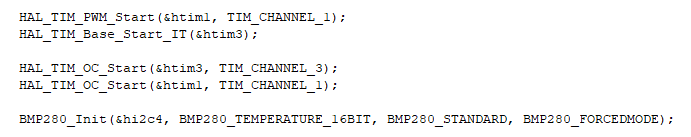 HAL_TIM_PWM_Start(&htim1, TIM_CHANNEL_1);
HAL_TIM_Base_Start_IT(&htim3);
HAL_TIM_OC_Start(&htim3, TIM_CHANNEL_3);
HAL_TIM_OC_Start(&htim1, TIM_CHANNEL_1);
BMP280_Init(&hi2c4, BMP280_TEMPERATURE_16BIT, BMP280_STANDARD, BMP280_FORCEDMODE);